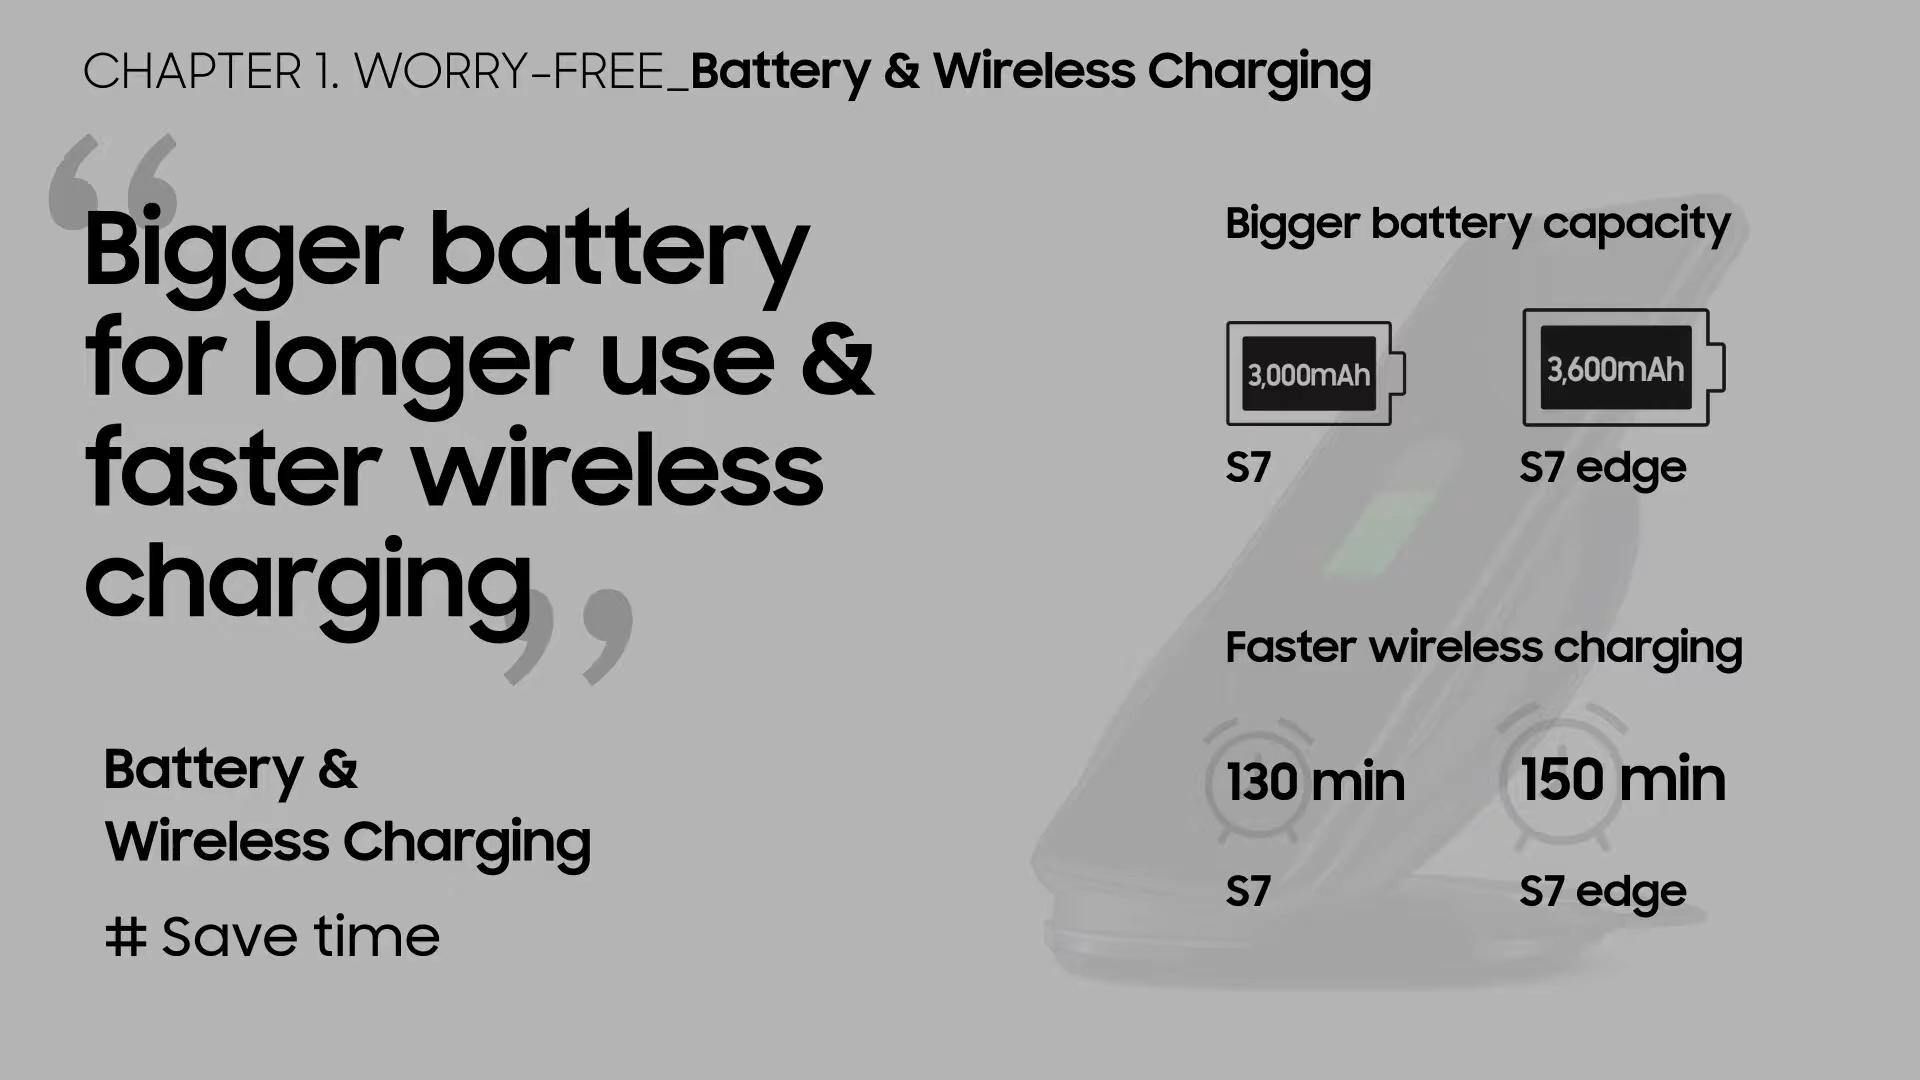 CHAPTER 1. WORRY-FREE_Battery & Wireless Charging
“Bigger battery
for longer use &
faster wireless
charging”
Battery &
Wireless Charging
# Save time
Bigger battery capacity
3,000mAh 3,600mAh
S7 S7 edge
Faster wireless charging
130 min 150 min
S7 S7 edge